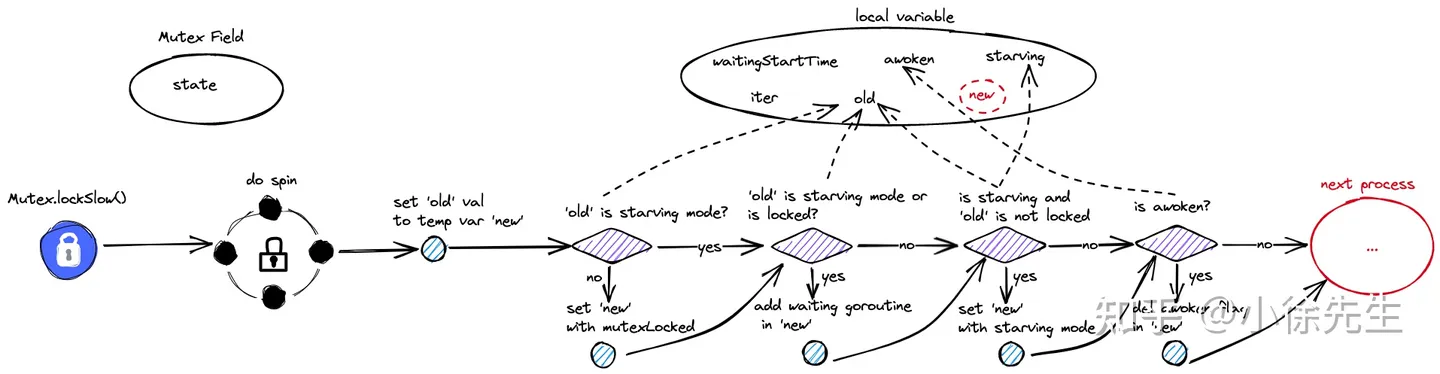 local variable
Mutex Field
state
waitingStartTime
awoken
starving
iter
old
new
Mutex.lockSlow()
do spin
set 'old' val
to temp var 'new'
'old' is starving mode?
'old' is starving mode or
is locked?
is starving and
'old' is not locked
is awoken?
next process
yes
no
no
no
...
no
yes
yes
yes
set 'new'
with mutexLocked
add waiting goroutine
in 'new'
set 'new'
with starving mode
del awoken flag
in 'new'
知乎 @小徐先生